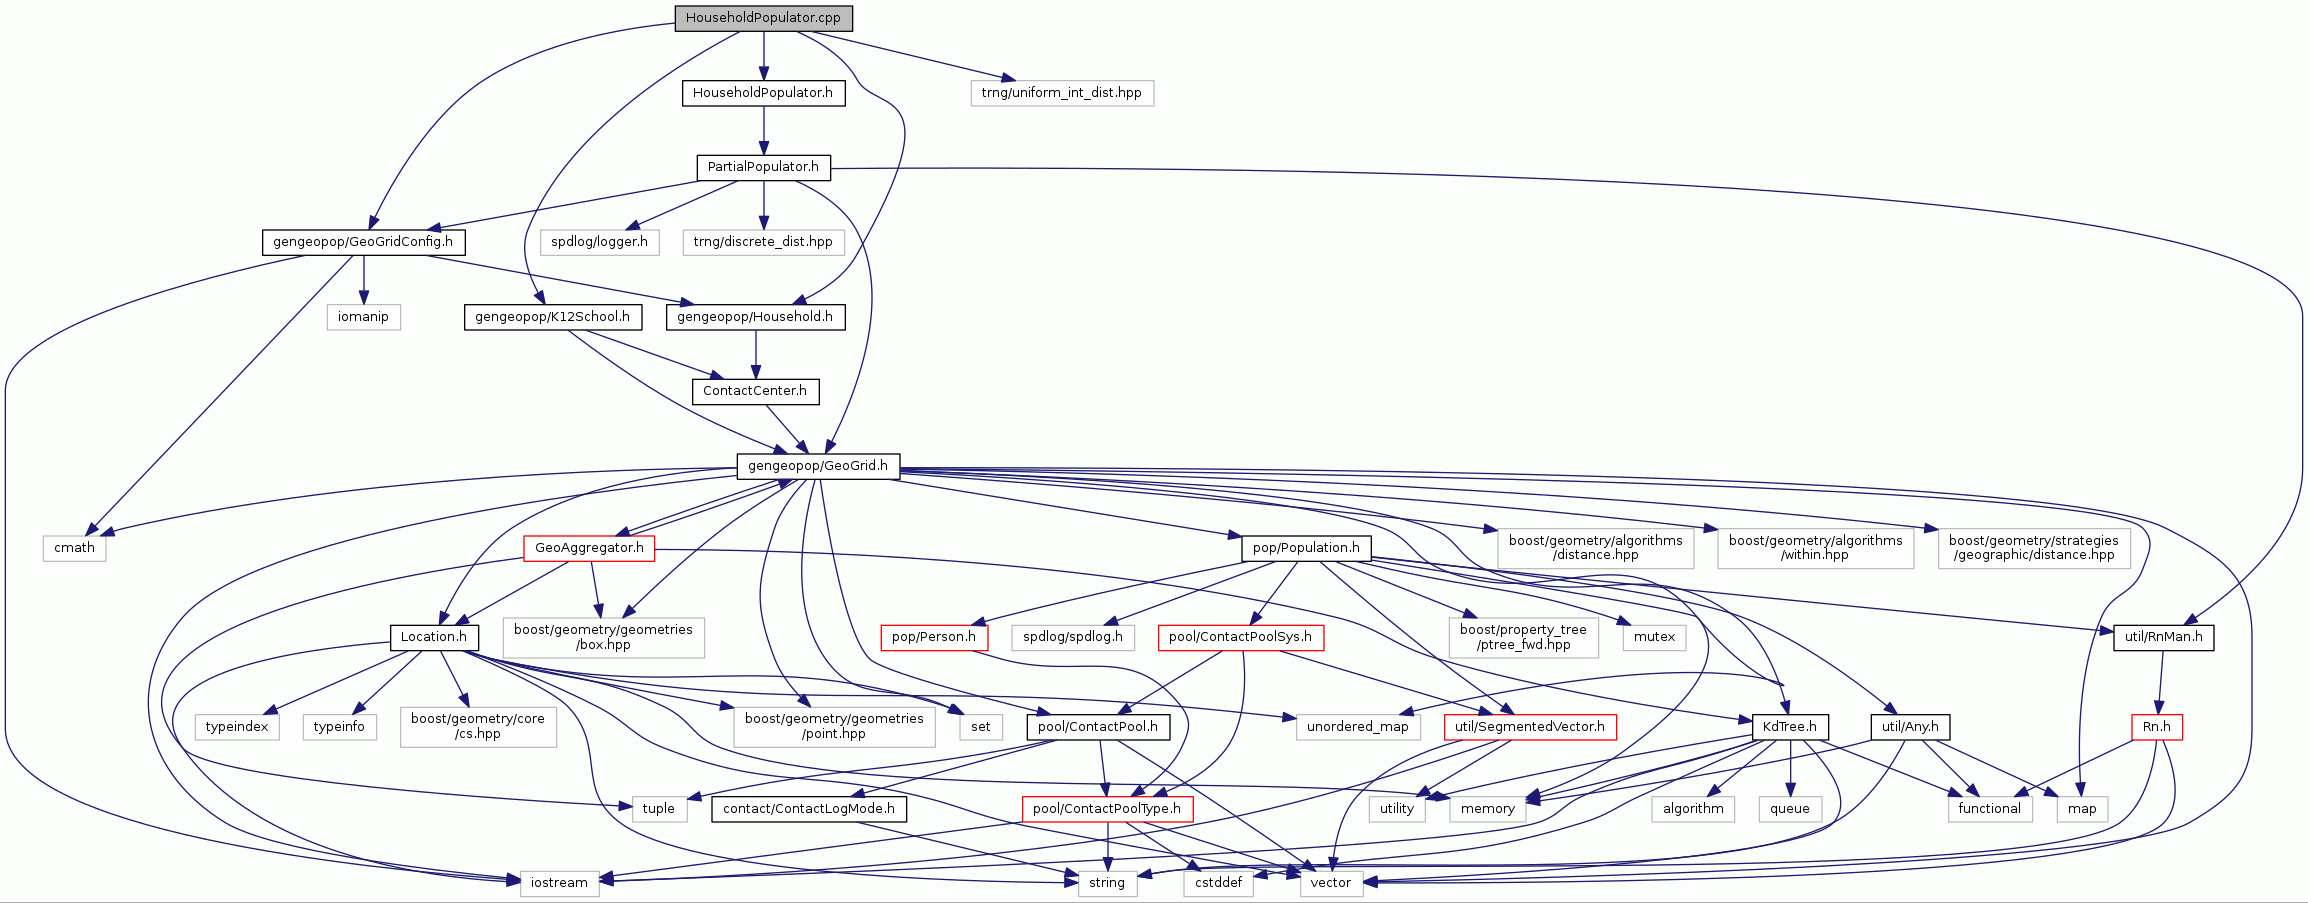 HouseholdPopulator.cpp
HouseholdPopulator.h
trng/uniform_int_dist.hpp
PartialPopulator.h
gengeopop/GeoGridConfig.h
spdlog/logger.h
trng/discrete_dist.hpp
iomanip
gengeopop/K12School.h
gengeopop/Household.h
ContactCenter.h
gengeopop/GeoGrid.h
cmath
GeoAggregator.h
pop/Population.h
boost/geometry/algorithms
/distance.hpp
boost/geometry/algorithms
/within.hpp
boost/geometry/strategies
/geographic/distance.hpp
Location.h
boost/geometry/geometries
/box.hpp
pop/Person.h
spdlog/spdlog.h
pool/ContactPoolSys.h
boost/property_tree
/ptree_fwd.hpp
mutex
util/RnMan.h
typeindex
typeinfo
boost/geometry/core
/cs.hpp
boost/geometry/geometries
/point.hpp
set
pool/ContactPool.h
unordered_map
util/SegmentedVector.h
KdTree.h
util/Any.h
Rn.h
tuple
contact/ContactLogMode.h
pool/ContactPoolType.h
utility
memory
algorithm
queue
functional
map
iostream
string
cstddef
vector